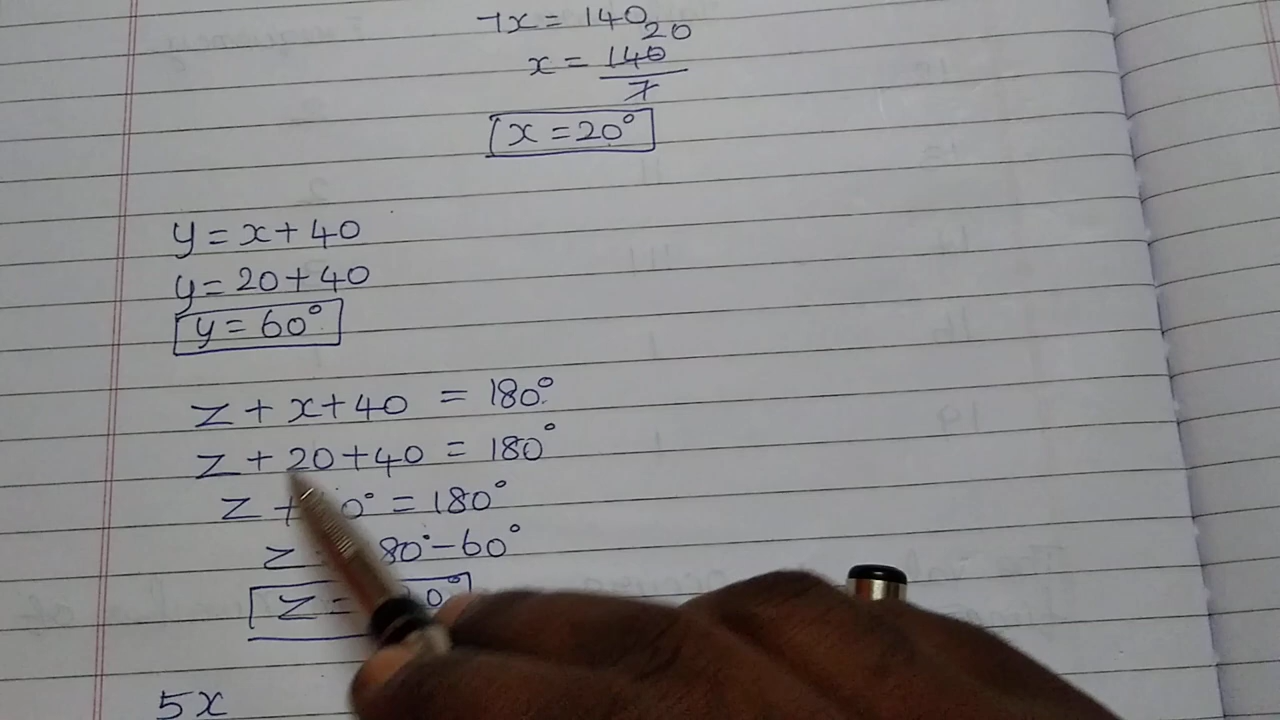 7x = 140
20
x = 140
7
x = 20°
y = x + 40
y = 20 + 40
y = 60°
z + x + 40 = 180°
z + 20 + 40 = 180°
z + 0° = 180°
z 80° - 60°
z = 0°
5x